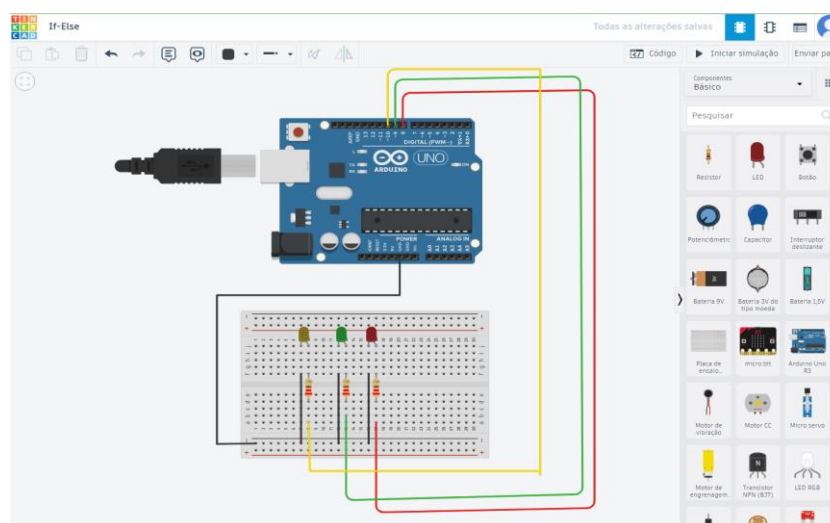 TIN
KER
CAD
If-Else
Todas as alterações salvas
Código
Iniciar simulação
Enviar pa
Componentes
Básico
Pesquisar
Resistor
LED
Botão
Potenciômetro
Capacitor
Interruptor
deslizante
Bateria 9V
Bateria 3V do
tipo moeda
Bateria 1,5V
Placa de
ensaio...
micro:bit
Arduino Uno
R3
Motor de
vibração
Motor CC
Micro servo
Motor de
engrenagem...
Transistor
NPN (BJT)
LED RGB
DIGITAL (PWM~)
UNO
ARDUINO
ON
POWER
ANALOG IN